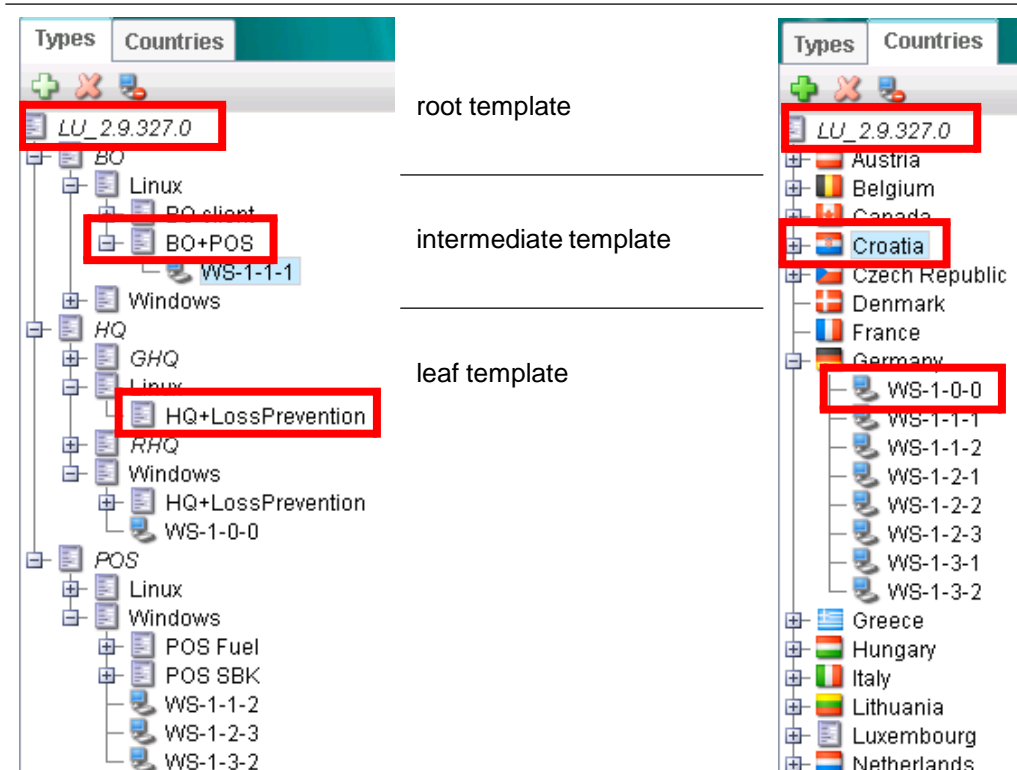 Types Countries
LU_2.9.327.0
BO
Linux
BO client
BO+POS
WS-1-1-1
Windows
HQ
GHQ
Linux
HQ+LossPrevention
RHQ
Windows
HQ+LossPrevention
WS-1-0-0
POS
Linux
Windows
POS Fuel
POS SBK
WS-1-1-2
WS-1-2-3
WS-1-3-2
root template
intermediate template
leaf template
Types Countries
LU_2.9.327.0
Austria
Belgium
Canada
Croatia
Czech Republic
Denmark
France
Germany
WS-1-0-0
WS-1-1-1
WS-1-1-2
WS-1-2-1
WS-1-2-2
WS-1-2-3
WS-1-3-1
WS-1-3-2
Greece
Hungary
Italy
Lithuania
Luxembourg
Netherlands